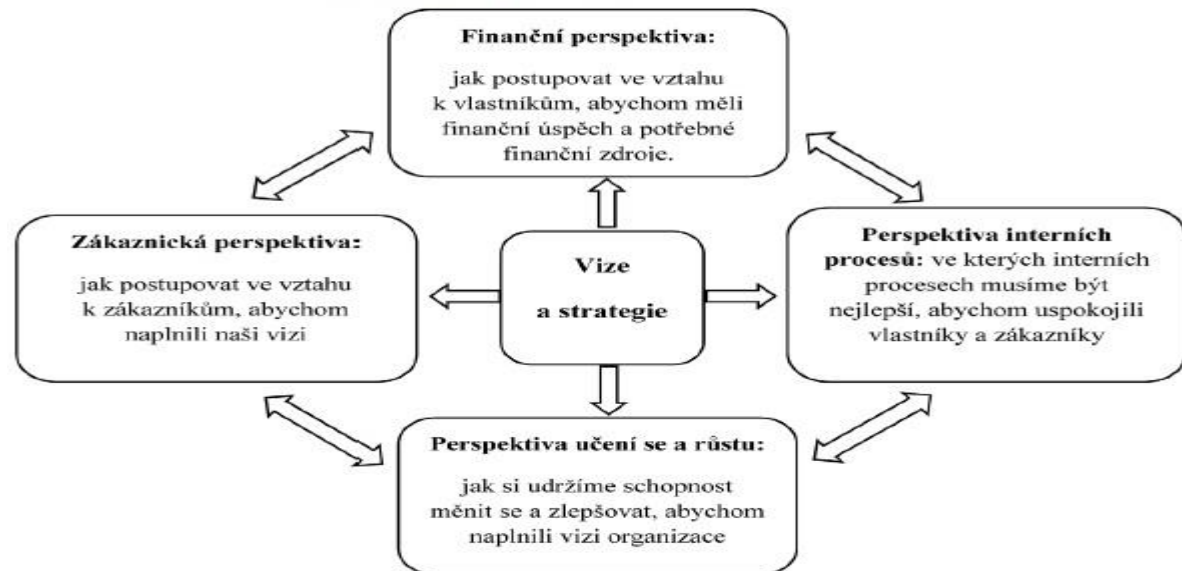 Finanční perspektiva:
jak postupovat ve vztahu
k vlastníkům, abychom měli
finanční úspěch a potřebné
finanční zdroje.
Zákaznická perspektiva:
jak postupovat ve vztahu
k zákazníkům, abychom
naplnili naši vizi
Vize
a strategie
Perspektiva interních
procesů: ve kterých interních
procesech musíme být
nejlepší, abychom uspokojili
vlastníky a zákazníky
Perspektiva učení se a růstu:
jak si udržíme schopnost
měnit se a zlepšovat, abychom
naplnili vizi organizace